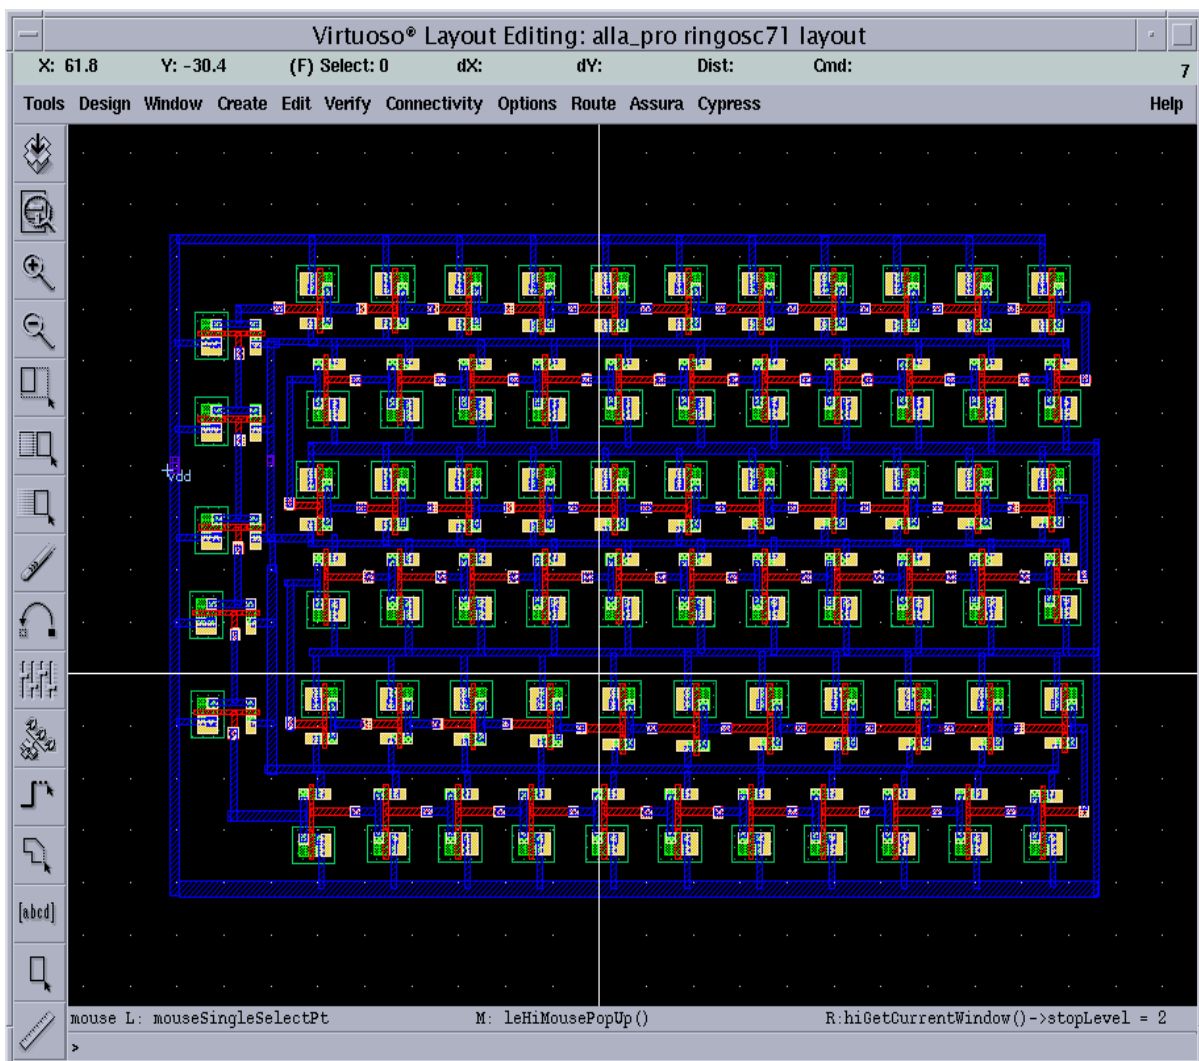 Virtuoso® Layout Editing: alla_pro ringosc71 layout
X: 61.8 Y: -30.4 (F) Select: 0 dX: dY: Dist: Cmd: 7
Tools Design Window Create Edit Verify Connectivity Options Route Assura Cypress Help
vdd
[abcd]
mouse L: mouseSingleSelectPt M: leHiMousePopUp() R:hiGetCurrentWindow()->stopLevel = 2
>